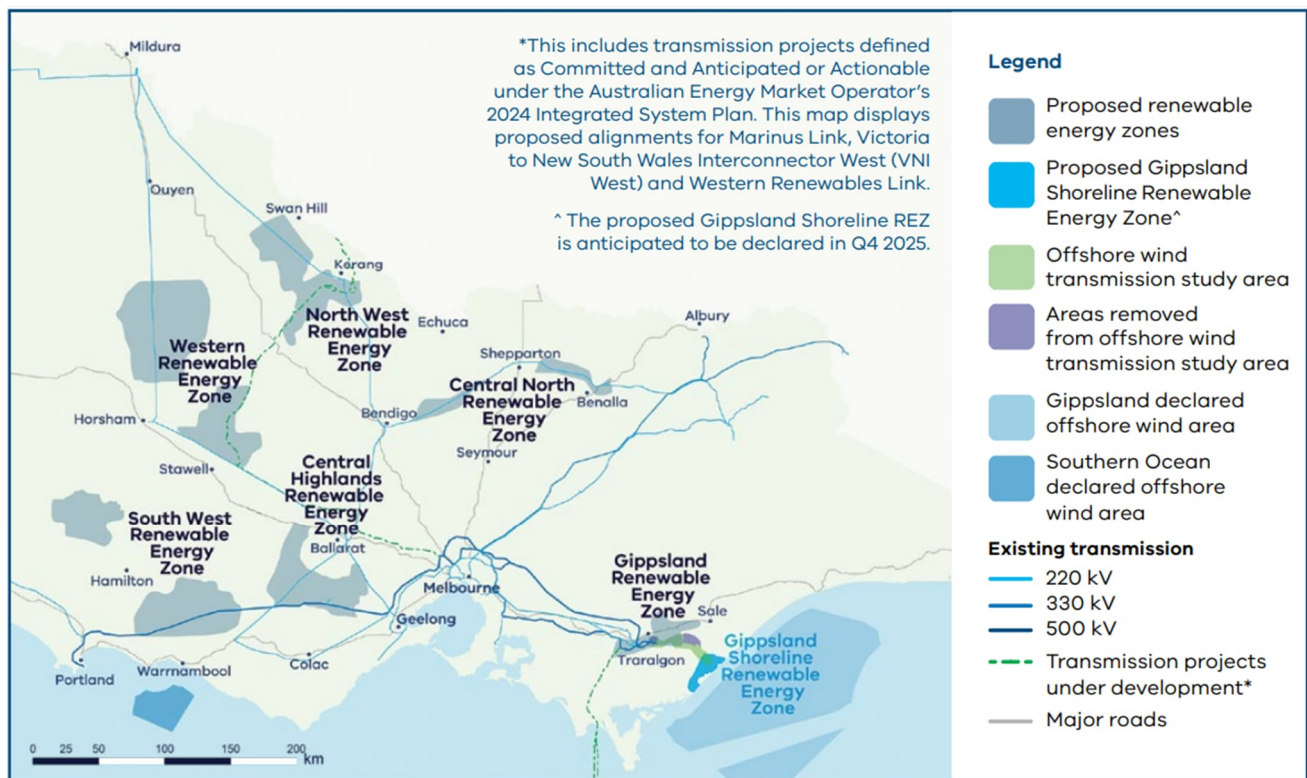 Mildura
*This includes transmission projects defined
as Committed and Anticipated or Actionable
under the Australian Energy Market Operator's
2024 Integrated System Plan. This map displays
proposed alignments for Marinus Link, Victoria
to New South Wales Interconnector West (VNI
West) and Western Renewables Link.
^ The proposed Gippsland Shoreline REZ
is anticipated to be declared in Q4 2025.
Ouyen
Swan Hill
Kerang
North West
Renewable
Energy
Zone
Echuca
Albury
Western
Renewable
Energy
Zone
Shepparton
Central North
Renewable
Energy
Zone
Benalla
Horsham
Bendigo
Seymour
Stawell
Central
Highlands
Renewable
Energy
Zone
Ballarat
South West
Renewable
Energy
Zone
Hamilton
Melbourne
Geelong
Gippsland
Renewable
Energy
Zone
Sale
Traralgon
Gippsland
Shoreline
Renewable
Energy
Zone
Portland
Warrnambool
Colac
0 25 50 100 150 200
km
Legend
Proposed renewable
energy zones
Proposed Gippsland
Shoreline Renewable
Energy Zone^
Offshore wind
transmission study area
Areas removed
from offshore wind
transmission study area
Gippsland declared
offshore wind area
Southern Ocean
declared offshore
wind area
Existing transmission
220 kV
330 kV
500 kV
Transmission projects
under development*
Major roads